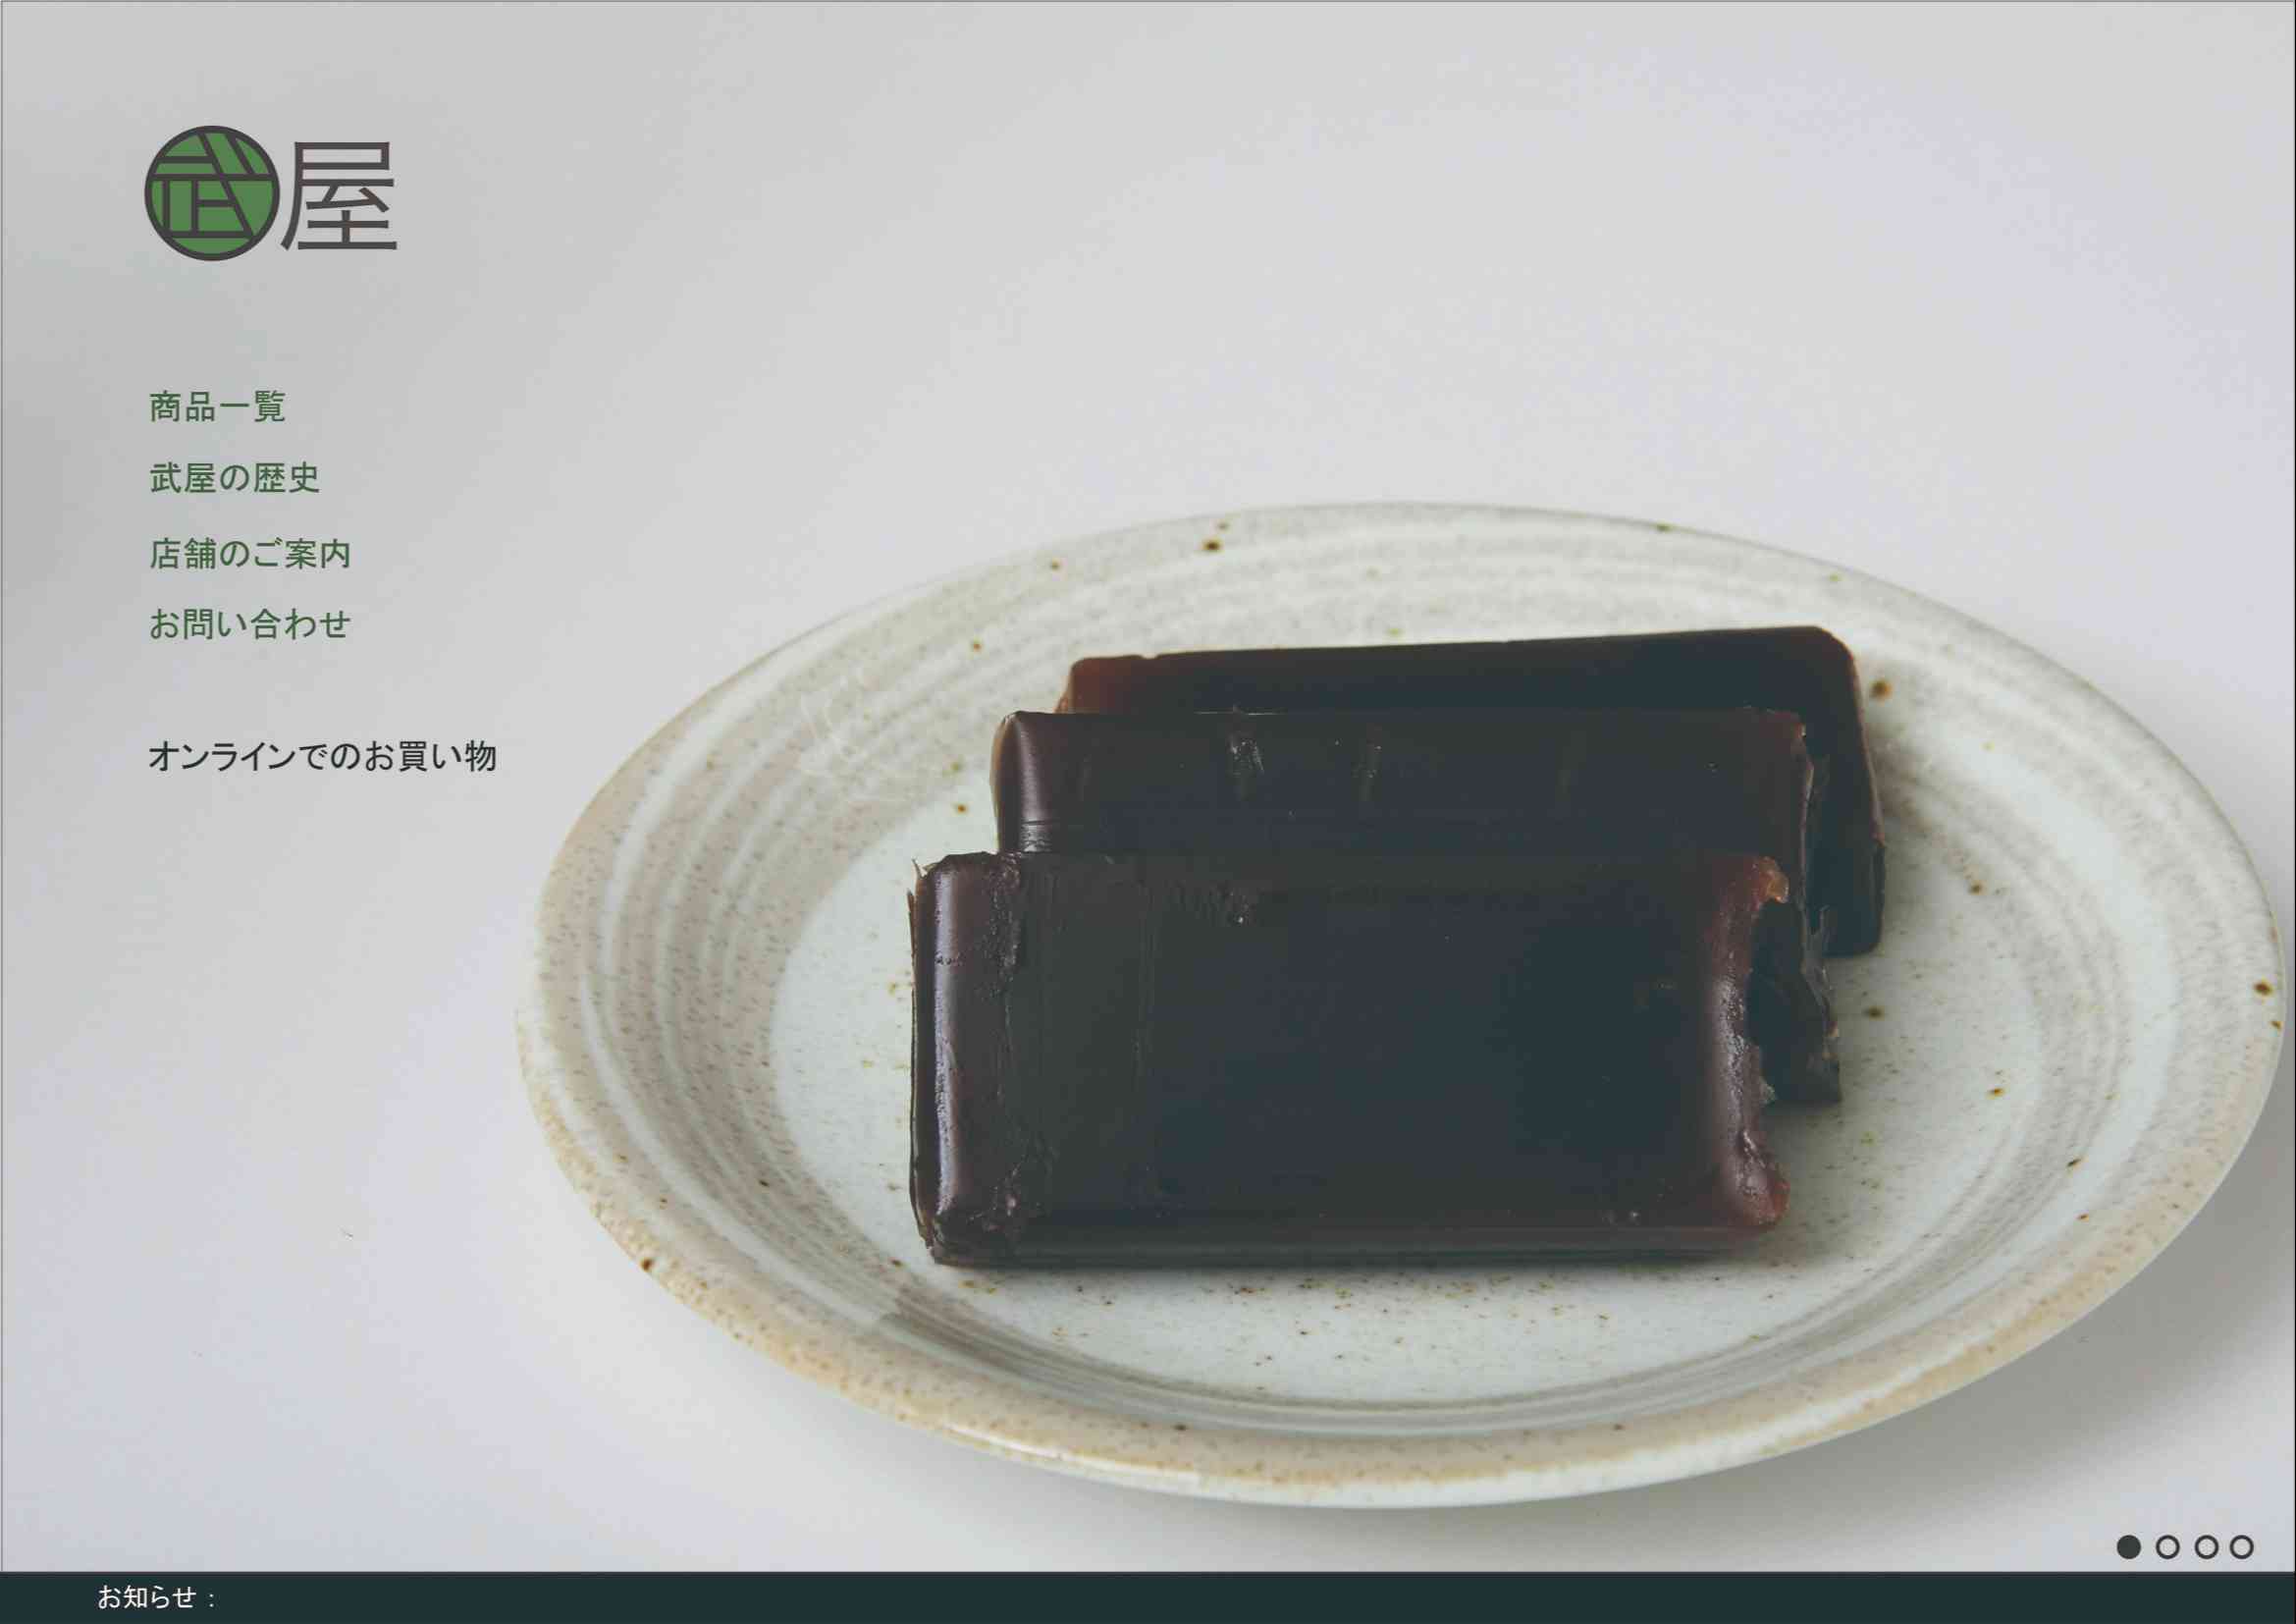 武屋
商品一覧
武屋の歴史
店舗のご案内
お問い合わせ
オンラインでのお買い物
お知らせ :